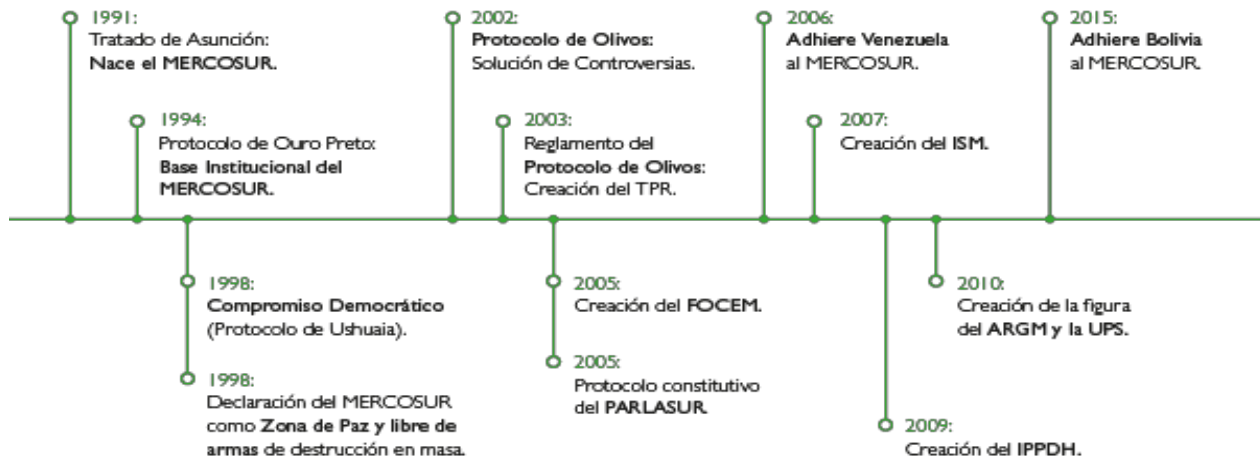 1991:
Tratado de Asunción:
Nace el MERCOSUR.
1994:
Protocolo de Ouro Preto:
Base Institucional del
MERCOSUR.
1998:
Compromiso Democrático
(Protocolo de Ushuaia).
1998:
Declaración del MERCOSUR
como Zona de Paz y libre de
armas de destrucción en masa.
2002:
Protocolo de Olivos:
Solución de Controversias.
2003:
Reglamento del
Protocolo de Olivos:
Creación del TPR.
2005:
Creación del FOCEM.
2005:
Protocolo constitutivo
del PARLASUR
2006:
Adhiere Venezuela
al MERCOSUR.
2007:
Creación del ISM.
2009:
Creación del IPPDH.
2010:
Creación de la figura
del ARGM y la UPS.
2015:
Adhiere Bolivia
al MERCOSUR.